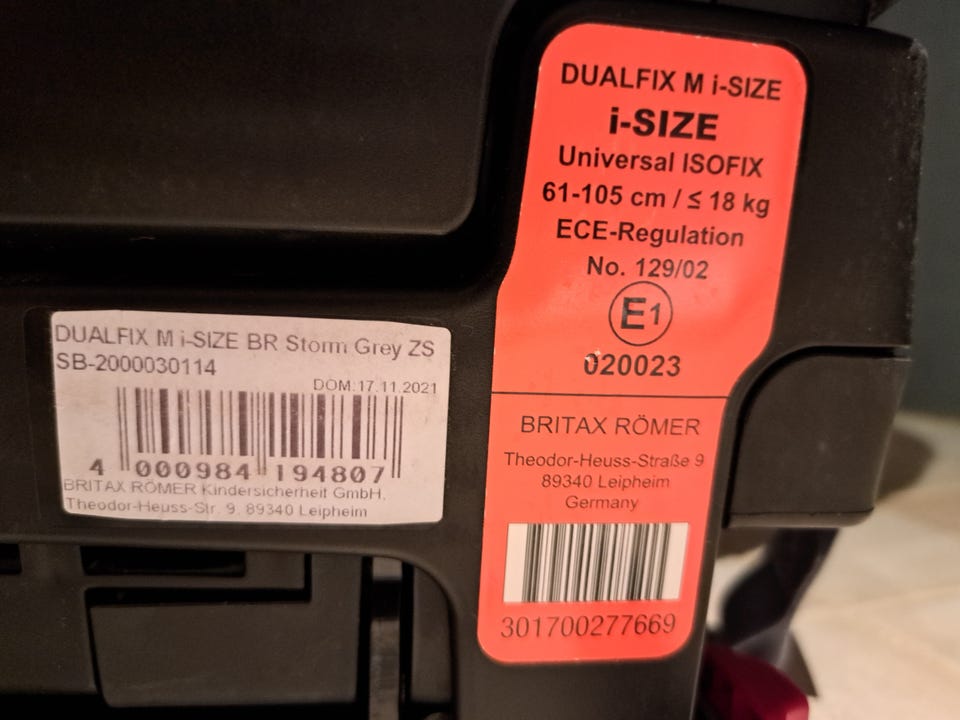 DUALFIX M i-SIZE
i-SIZE
Universal ISOFIX
61-105 cm / ≤ 18 kg
ECE-Regulation
No. 129/02
E1
020023
BRITAX RÖMER
Theodor-Heuss-Straße 9
89340 Leipheim
Germany
301700277669
DUALFIX M i-SIZE BR Storm Grey ZS
SB-2000030114
DOM:17.11.2021
4 000984 194807
BRITAX RÖMER Kindersicherheit GmbH,
Theodor-Heuss-Str. 9, 89340 Leipheim